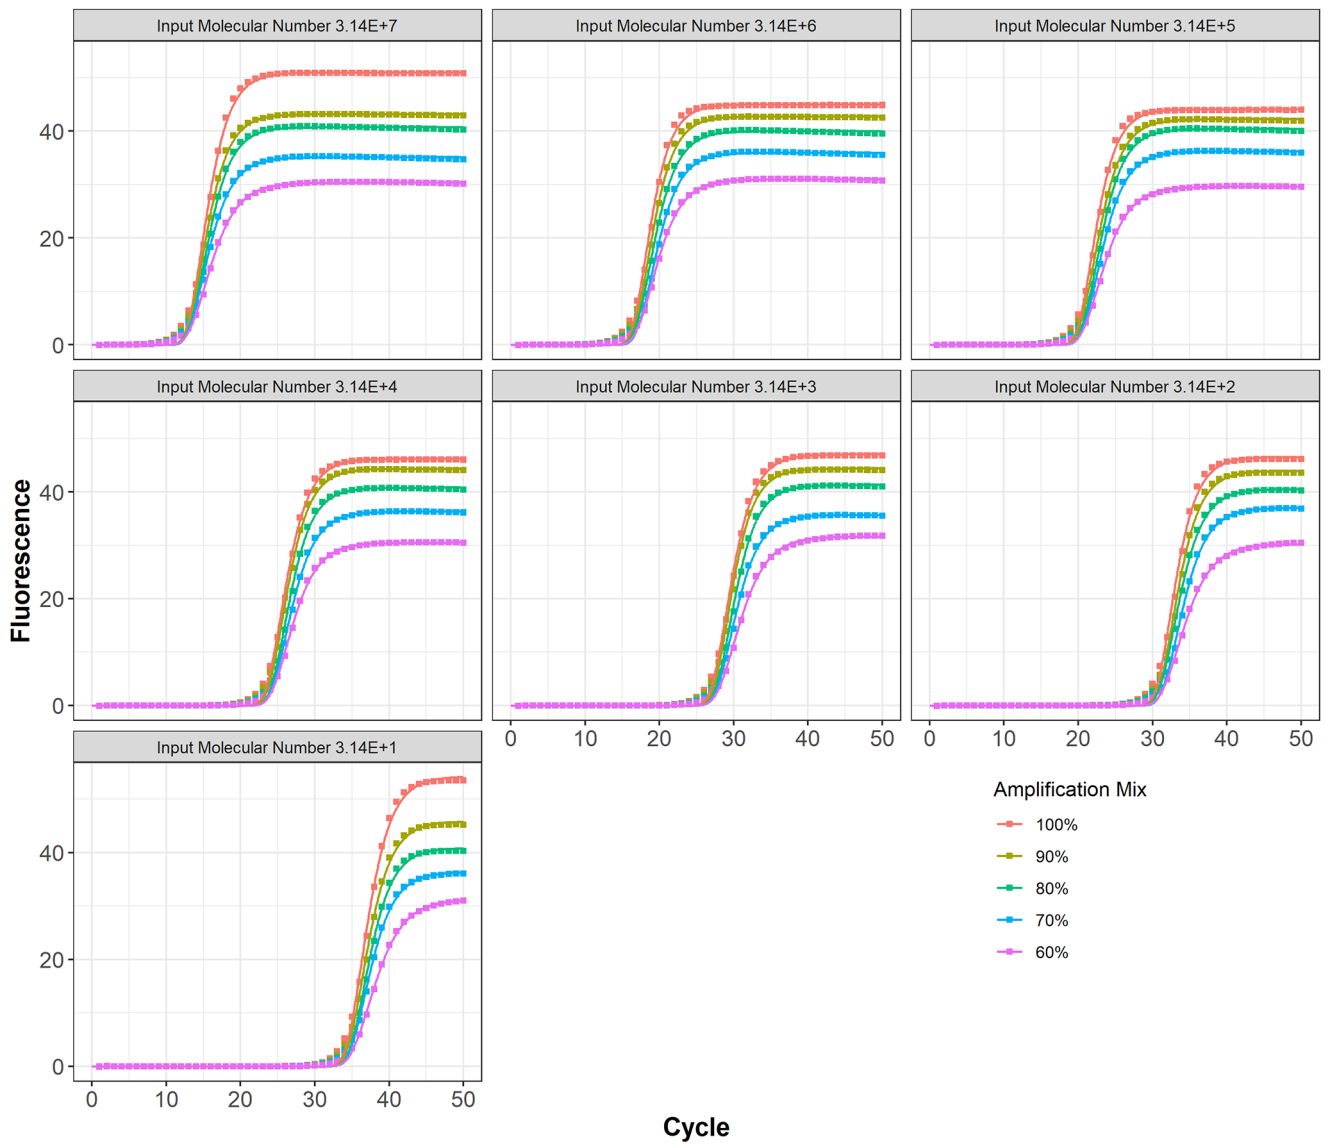 Input Molecular Number 3.14E+7
Input Molecular Number 3.14E+6
Input Molecular Number 3.14E+5
40
20
0
Input Molecular Number 3.14E+4
Input Molecular Number 3.14E+3
Input Molecular Number 3.14E+2
40
20
0
Fluorescence
0 10 20 30 40 50
0 10 20 30 40 50
Input Molecular Number 3.14E+1
40
20
0
0 10 20 30 40 50
Amplification Mix
100%
90%
80%
70%
60%
Cycle